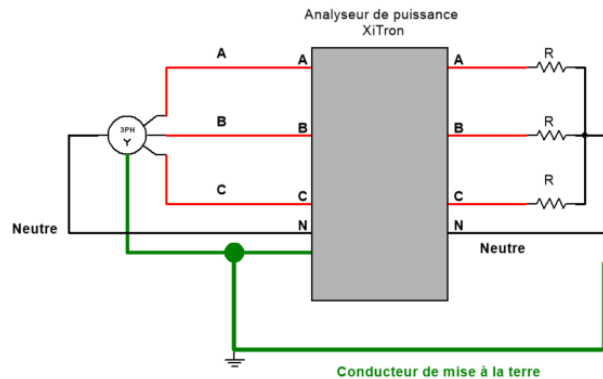 Analyseur de puissance
XiTron
A A A R
3PH
Y
B B B R
C C C R
Neutre N N
Neutre
Conducteur de mise à la terre